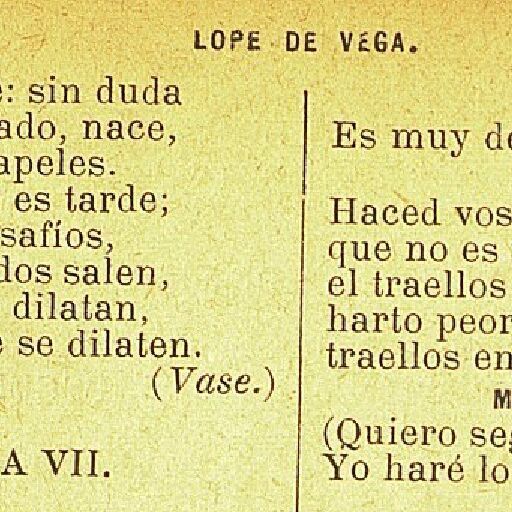 LOPE DE VEGA.
: sin duda
ado, nace,
apeles.
es tarde;
safíos,
dos salen,
dilatan,
se dilaten.
(Vase.)
A VII.
Es muy de
Haced vos
que no es
el traellos
harto peor
traellos en
M
(Quiero seg
Yo haré lo